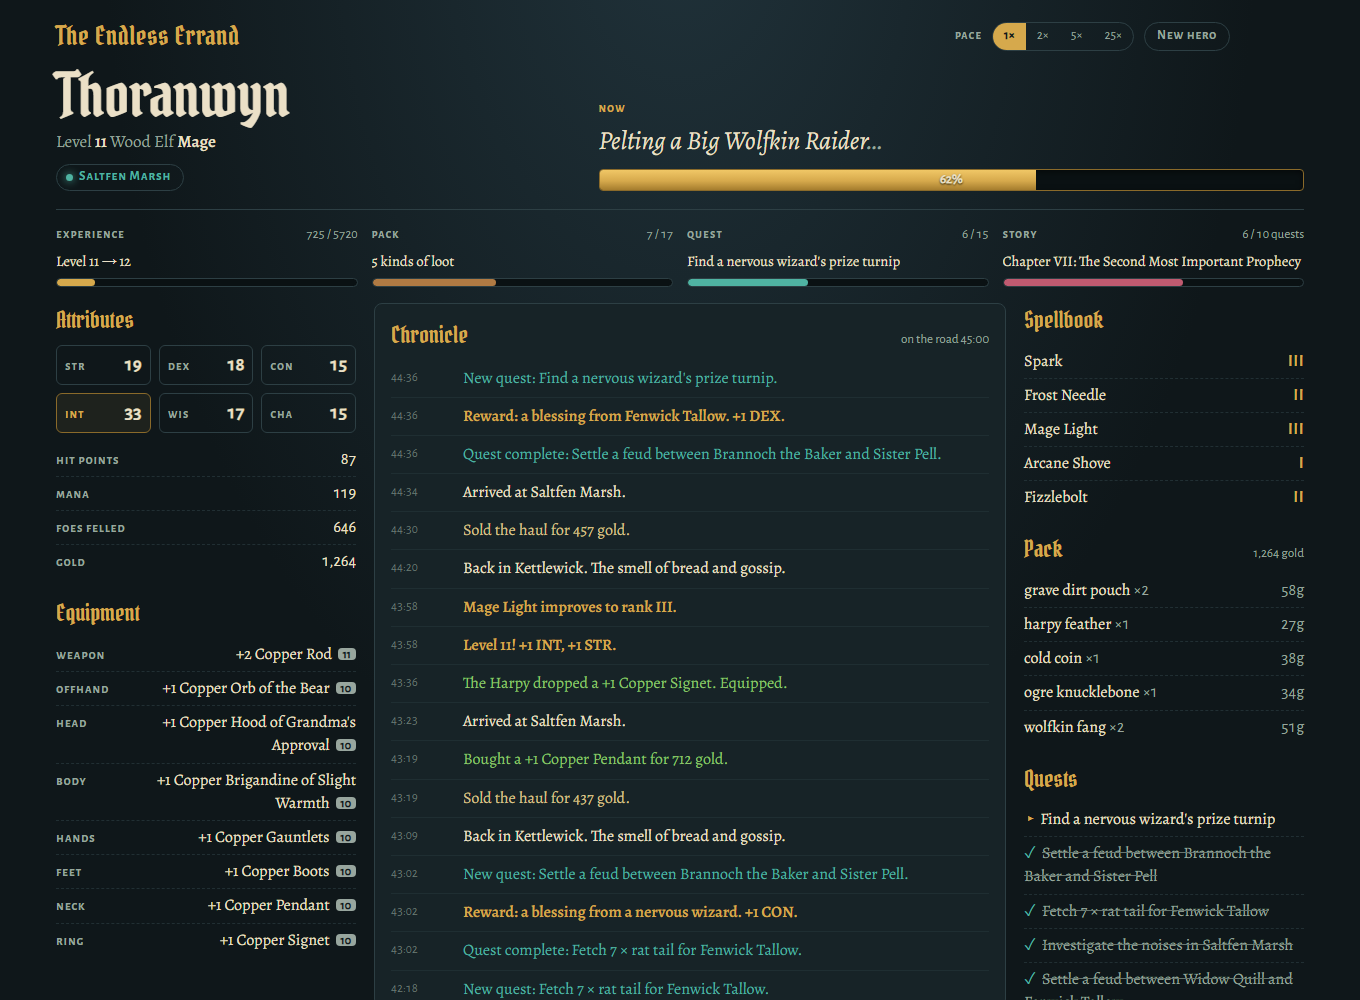 The Endless Errand
PACE 1× 2× 5× 25× NEW HERO
Thoranwyn
Level 11 Wood Elf Mage
SALTFEN MARSH
NOW
Pelting a Big Wolfkin Raider...
62%
EXPERIENCE 725 / 5720
Level 11 → 12
PACK 7 / 17
5 kinds of loot
QUEST 6 / 15
Find a nervous wizard's prize turnip
STORY 6 / 10 quests
Chapter VII: The Second Most Important Prophecy
Attributes
STR 19 DEX 18 CON 15
INT 33 WIS 17 CHA 15
HIT POINTS 87
MANA 119
FOES FELLED 646
GOLD 1,264
Equipment
WEAPON +2 Copper Rod 11
OFFHAND +1 Copper Orb of the Bear 10
HEAD +1 Copper Hood of Grandma's
Approval 10
BODY +1 Copper Brigandine of Slight
Warmth 10
HANDS +1 Copper Gauntlets 10
FEET +1 Copper Boots 10
NECK +1 Copper Pendant 10
RING +1 Copper Signet 10
Chronicle on the road 45:00
44:36 New quest: Find a nervous wizard's prize turnip.
44:36 Reward: a blessing from Fenwick Tallow. +1 DEX.
44:36 Quest complete: Settle a feud between Brannoch the Baker and Sister Pell.
44:34 Arrived at Saltfen Marsh.
44:30 Sold the haul for 457 gold.
44:20 Back in Kettlewick. The smell of bread and gossip.
43:58 Mage Light improves to rank III.
43:58 Level 11! +1 INT, +1 STR.
43:36 The Harpy dropped a +1 Copper Signet. Equipped.
43:23 Arrived at Saltfen Marsh.
43:19 Bought a +1 Copper Pendant for 712 gold.
43:19 Sold the haul for 437 gold.
43:09 Back in Kettlewick. The smell of bread and gossip.
43:02 New quest: Settle a feud between Brannoch the Baker and Sister Pell.
43:02 Reward: a blessing from a nervous wizard. +1 CON.
43:02 Quest complete: Fetch 7 × rat tail for Fenwick Tallow.
42:18 New quest: Fetch 7 × rat tail for Fenwick Tallow.
Spellbook
Spark III
Frost Needle II
Mage Light III
Arcane Shove I
Fizzlebolt II
Pack 1,264 gold
grave dirt pouch ×2 58g
harpy feather ×1 27g
cold coin ×1 38g
ogre knucklebone ×1 34g
wolfkin fang ×2 51g
Quests
▸ Find a nervous wizard's prize turnip
✓ Settle a feud between Brannoch the
Baker and Sister Pell
✓ Fetch 7 × rat tail for Fenwick Tallow
✓ Investigate the noises in Saltfen Marsh
✓ Settle a feud between Widow Quill and